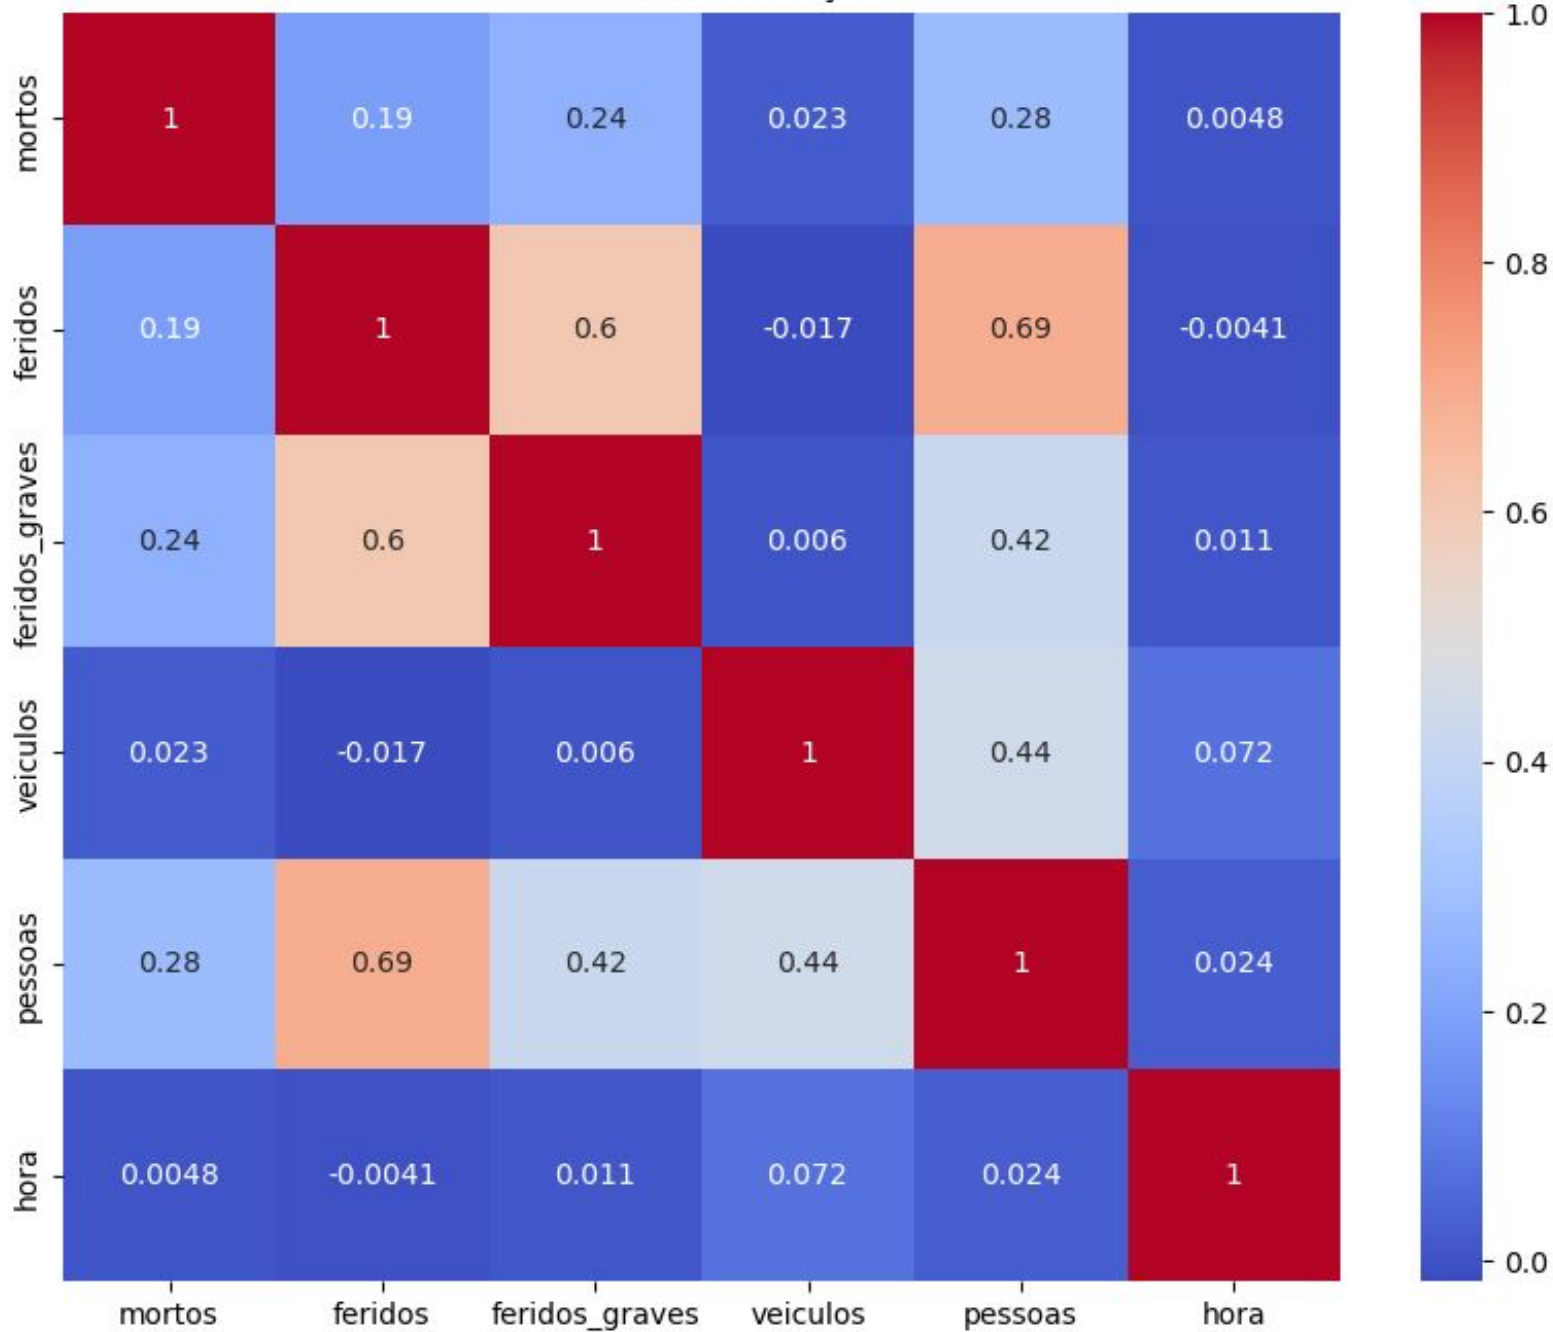 mortos 1 0.19 0.24 0.023 0.28 0.0048
feridos 0.19 1 0.6 -0.017 0.69 -0.0041
feridos_graves 0.24 0.6 1 0.006 0.42 0.011
veiculos 0.023 -0.017 0.006 1 0.44 0.072
pessoas 0.28 0.69 0.42 0.44 1 0.024
hora 0.0048 -0.0041 0.011 0.072 0.024 1
mortos feridos feridos_graves veiculos pessoas hora
1.0
0.8
0.6
0.4
0.2
0.0